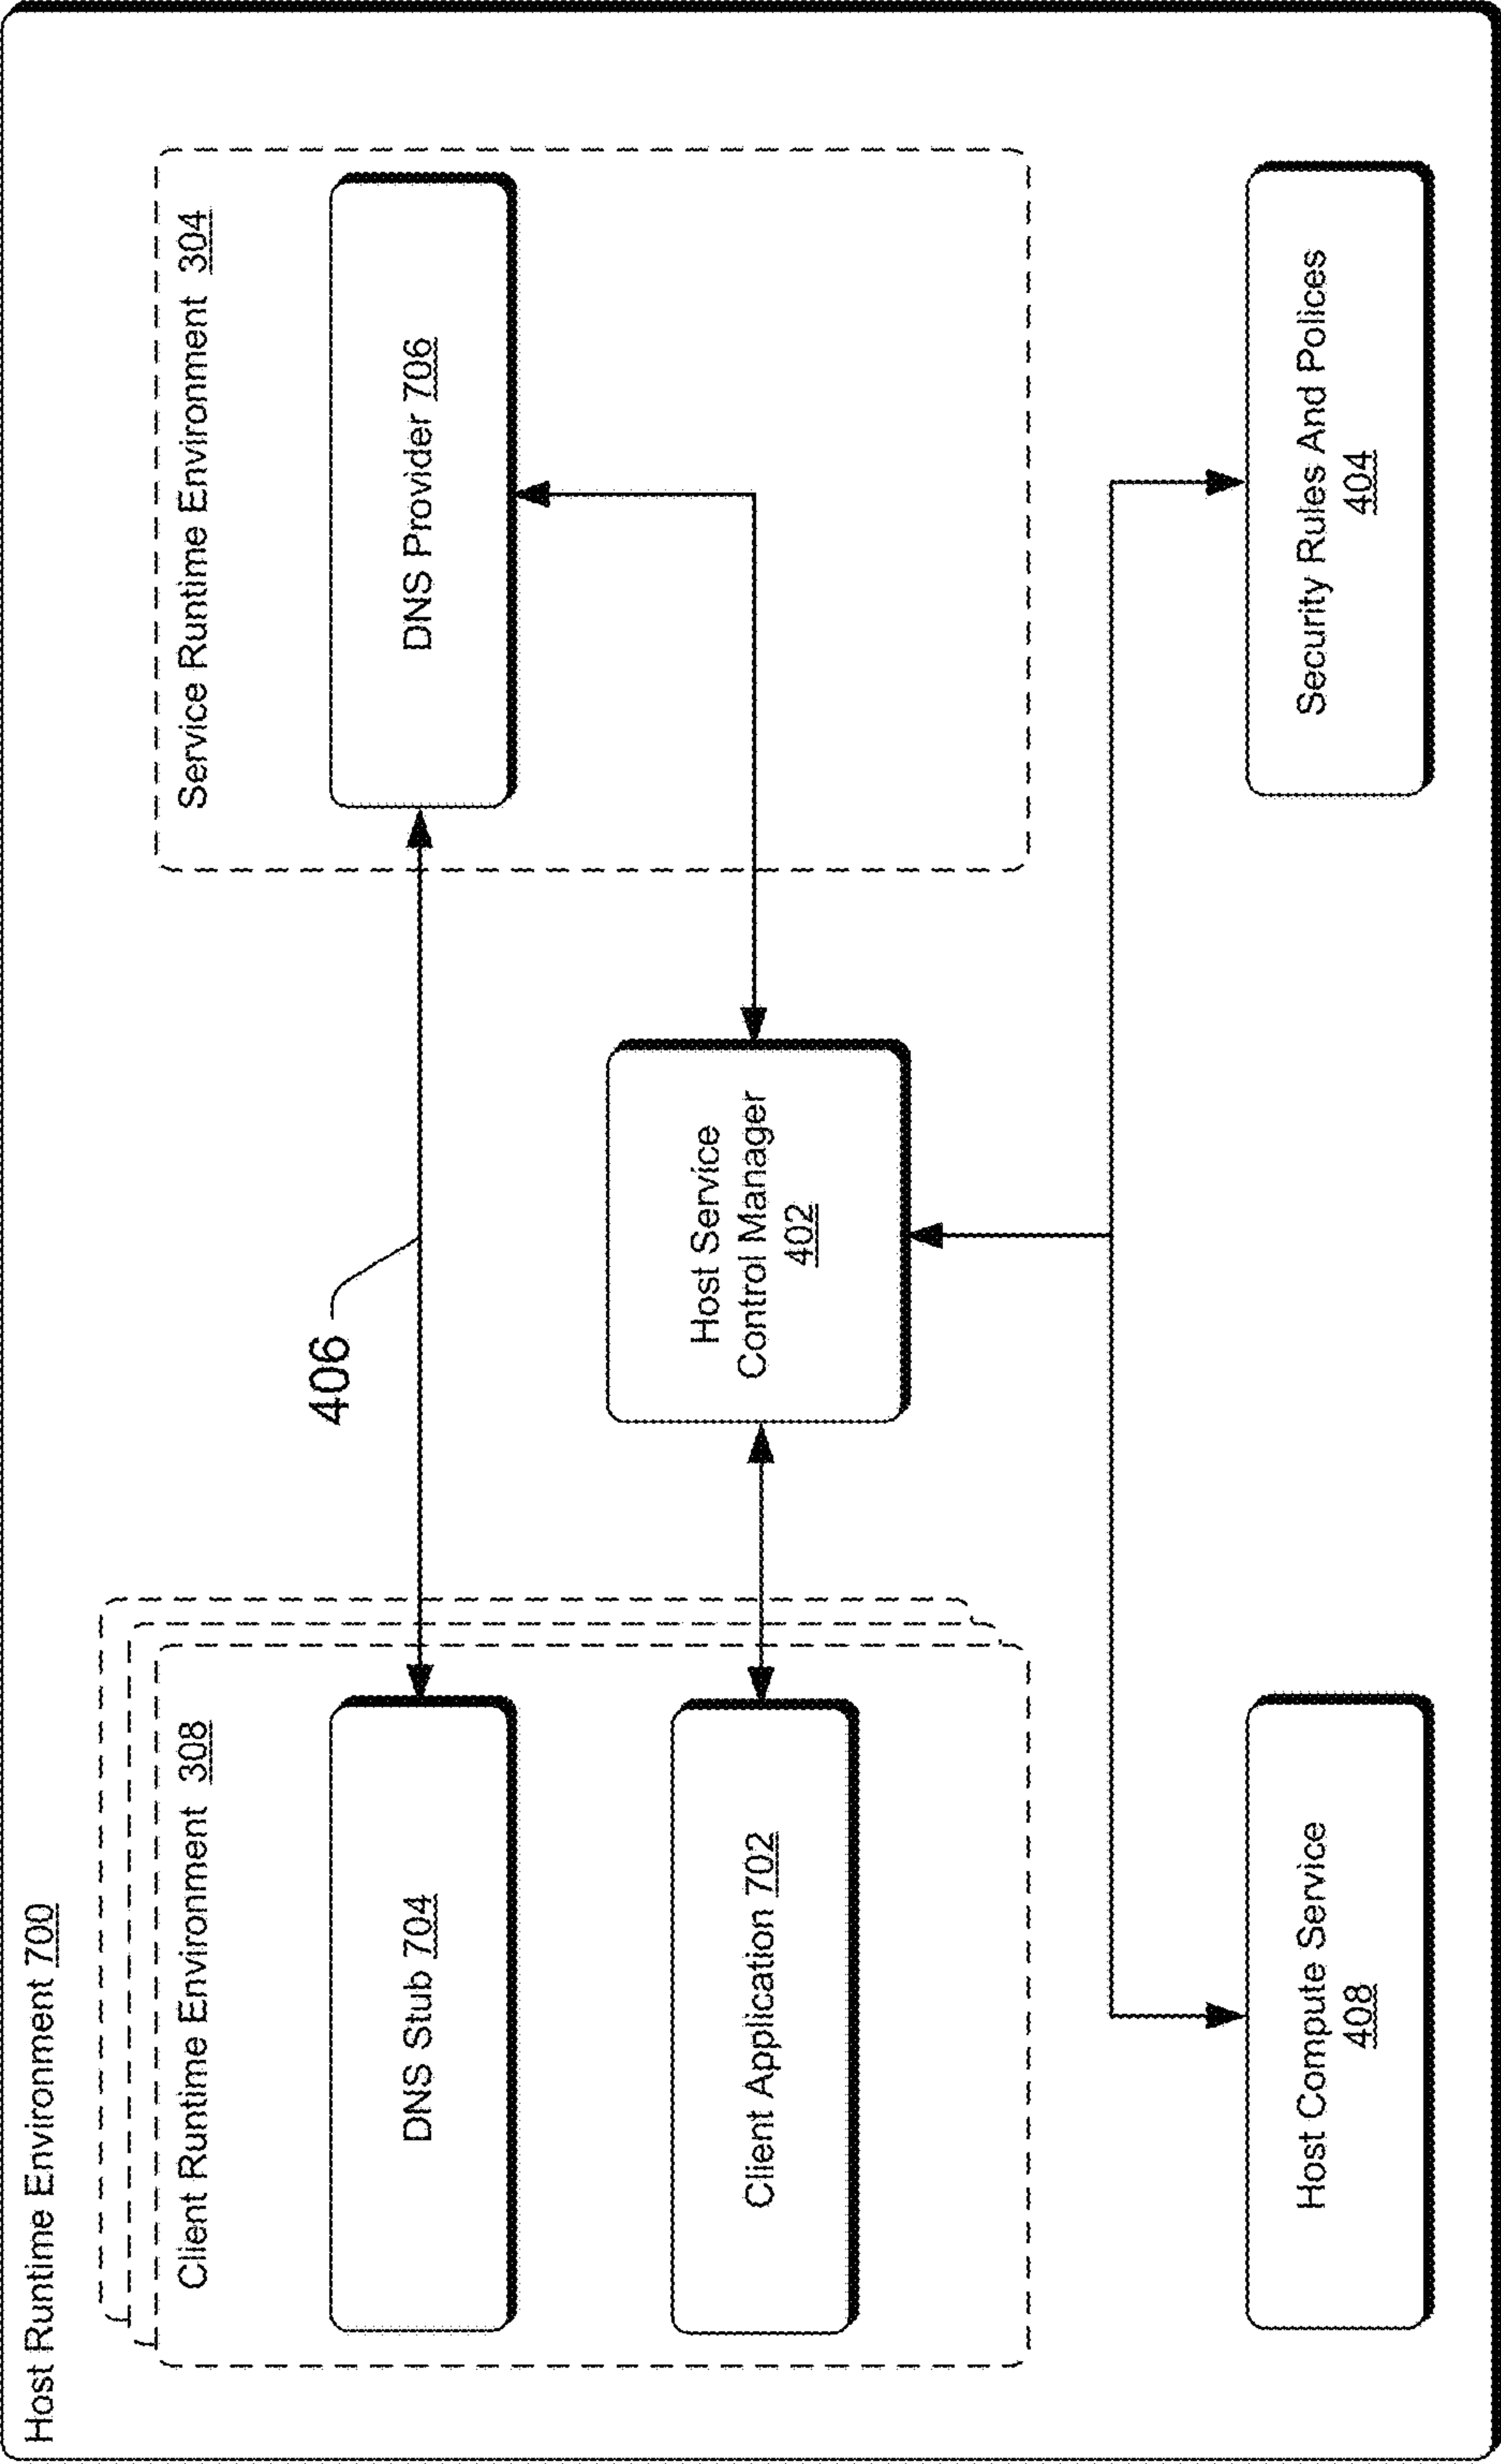 Host Runtime Environment 700
Client Runtime Environment 308
DNS Stub 704
Client Application 702
406
Host Service
Control Manager
402
Service Runtime Environment 304
DNS Provider 706
Host Compute Service
408
Security Rules And Polices
404